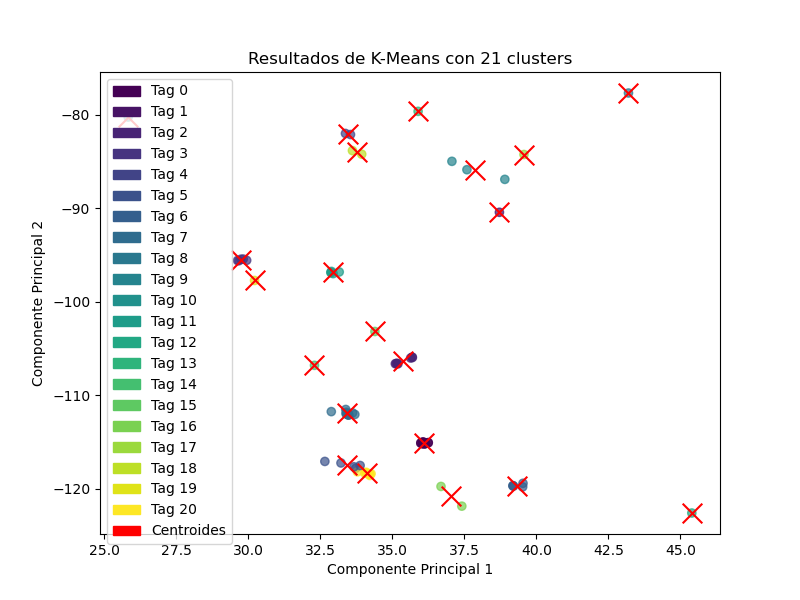 Resultados de K-Means con 21 clusters
Componente Principal 2
−80
−90
−100
−110
−120
Tag 0
Tag 1
Tag 2
Tag 3
Tag 4
Tag 5
Tag 6
Tag 7
Tag 8
Tag 9
Tag 10
Tag 11
Tag 12
Tag 13
Tag 14
Tag 15
Tag 16
Tag 17
Tag 18
Tag 19
Tag 20
Centroides
25.0 27.5 30.0 32.5 35.0 37.5 40.0 42.5 45.0
Componente Principal 1